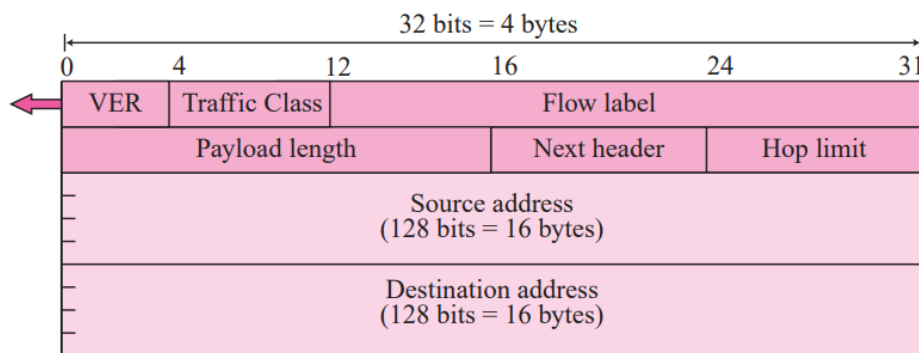 32 bits = 4 bytes
0 4 12 16 24 31
VER Traffic Class Flow label
Payload length Next header Hop limit
Source address
(128 bits = 16 bytes)
Destination address
(128 bits = 16 bytes)